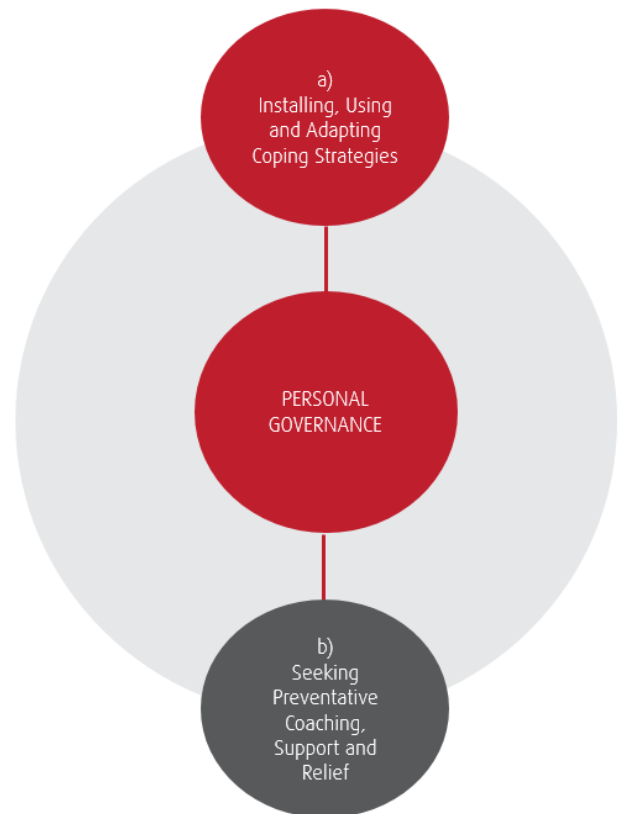 a)
Installing, Using
and Adapting
Coping Strategies
PERSONAL
GOVERNANCE
b)
Seeking
Preventative
Coaching,
Support and
Relief